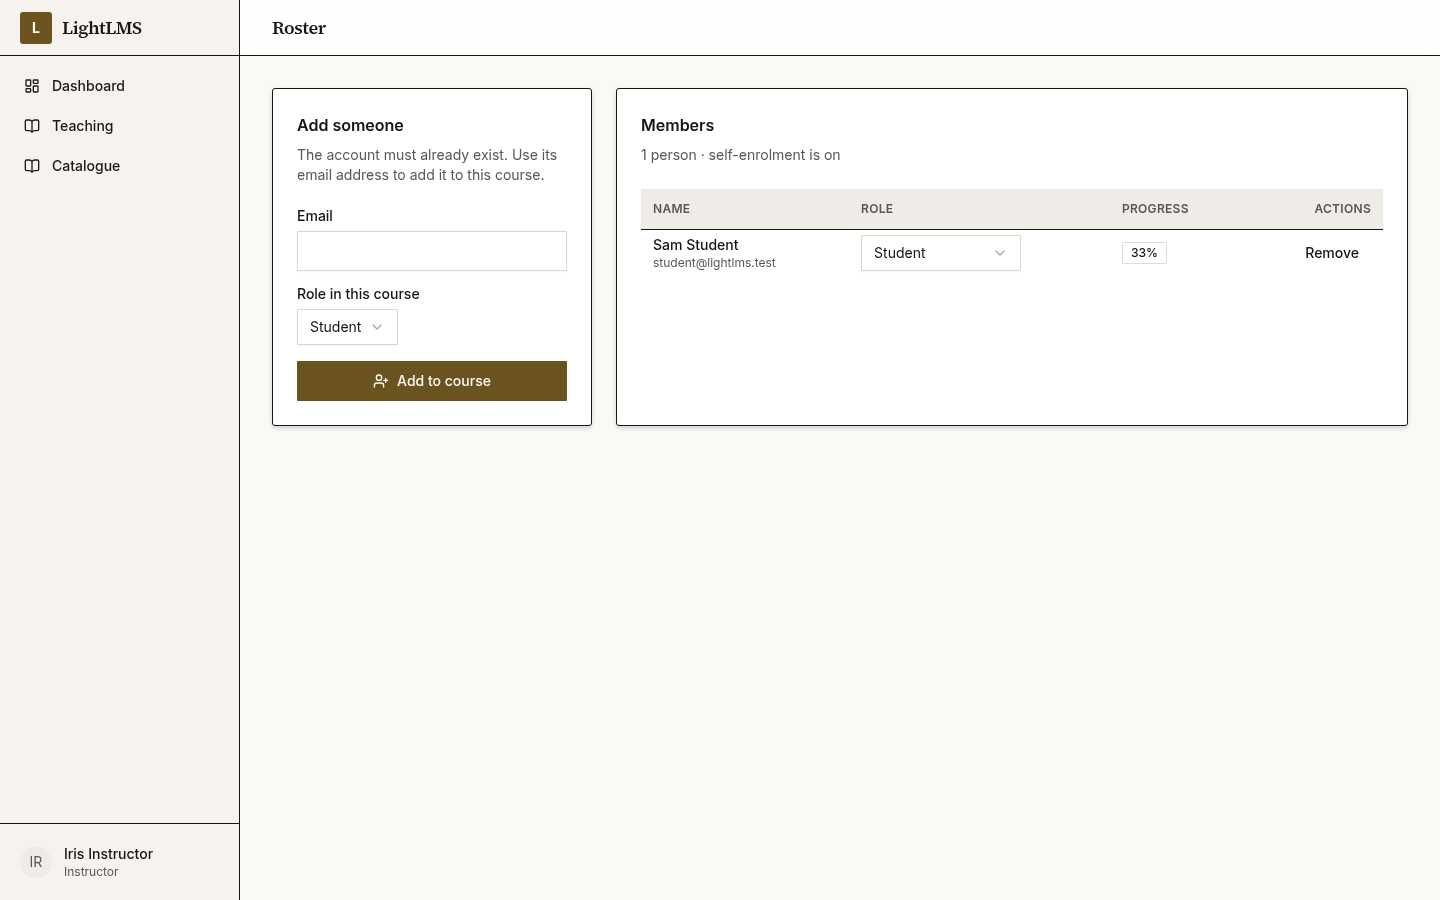 L LightLMS
Roster
Dashboard
Teaching
Catalogue
Add someone
The account must already exist. Use its
email address to add it to this course.
Email
Role in this course
Student
Add to course
Members
1 person · self-enrolment is on
NAME ROLE PROGRESS ACTIONS
Sam Student
student@lightlms.test
Student
33%
Remove
IR
Iris Instructor
Instructor